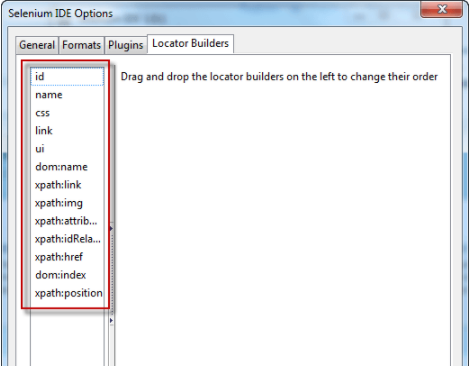 Selenium IDE Options
General Formats Plugins Locator Builders
id
name
css
link
ui
dom:name
xpath:link
xpath:img
xpath:attrib...
xpath:idRela...
xpath:href
dom:index
xpath:position
Drag and drop the locator builders on the left to change their order